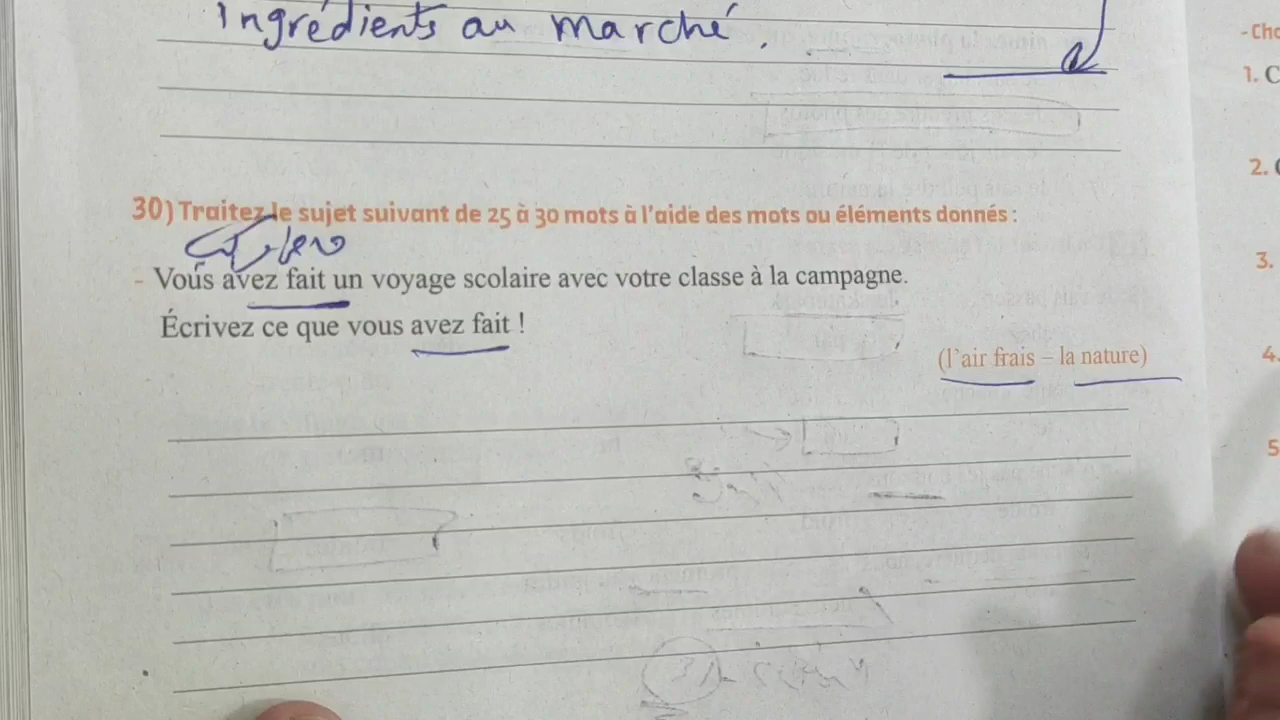 Ingrédients au marché.
- Cho
1. C
2.
3.
4.
5
30) Traitez le sujet suivant de 25 à 30 mots à l'aide des mots ou éléments donnés :
- Vous avez fait un voyage scolaire avec votre classe à la campagne.
Écrivez ce que vous avez fait !
(l'air frais – la nature)